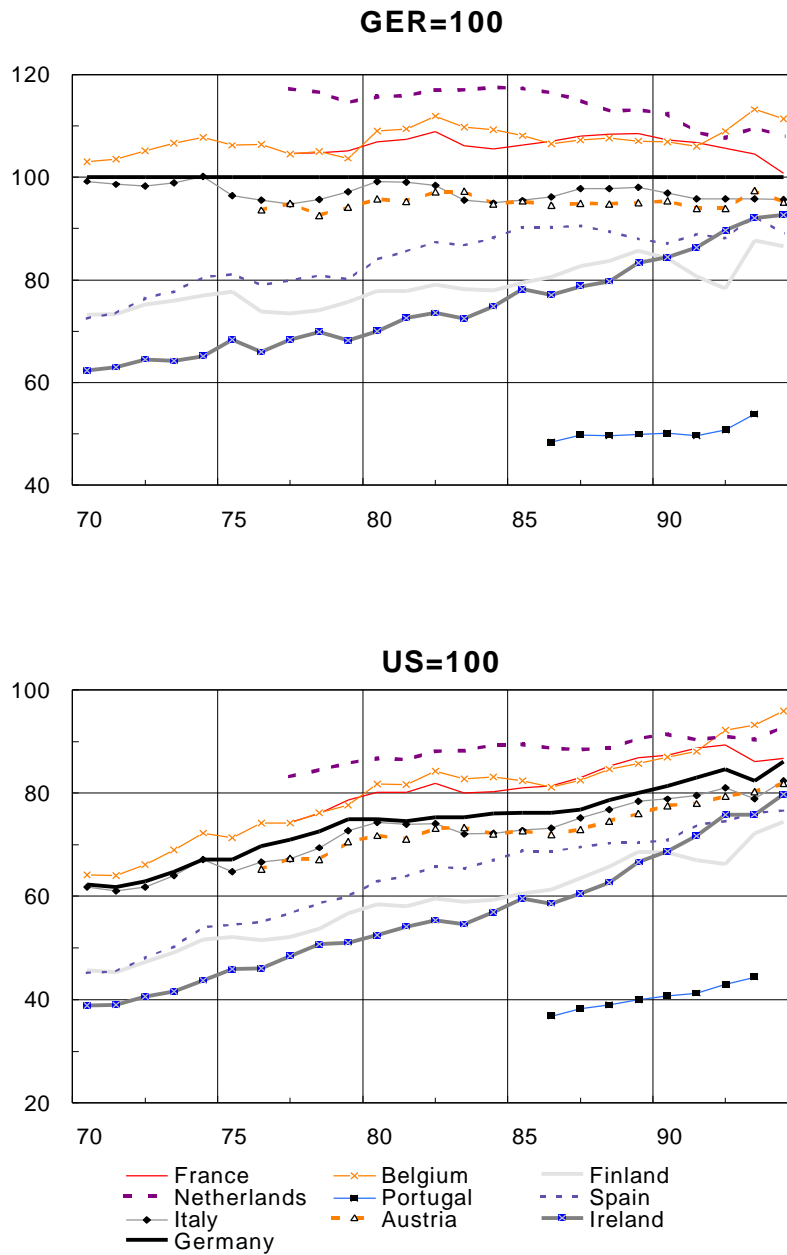 GER=100
120
100
80
60
40
70 75 80 85 90
US=100
100
80
60
40
20
70 75 80 85 90
France Belgium Finland
Netherlands Portugal Spain
Italy Austria Ireland
Germany